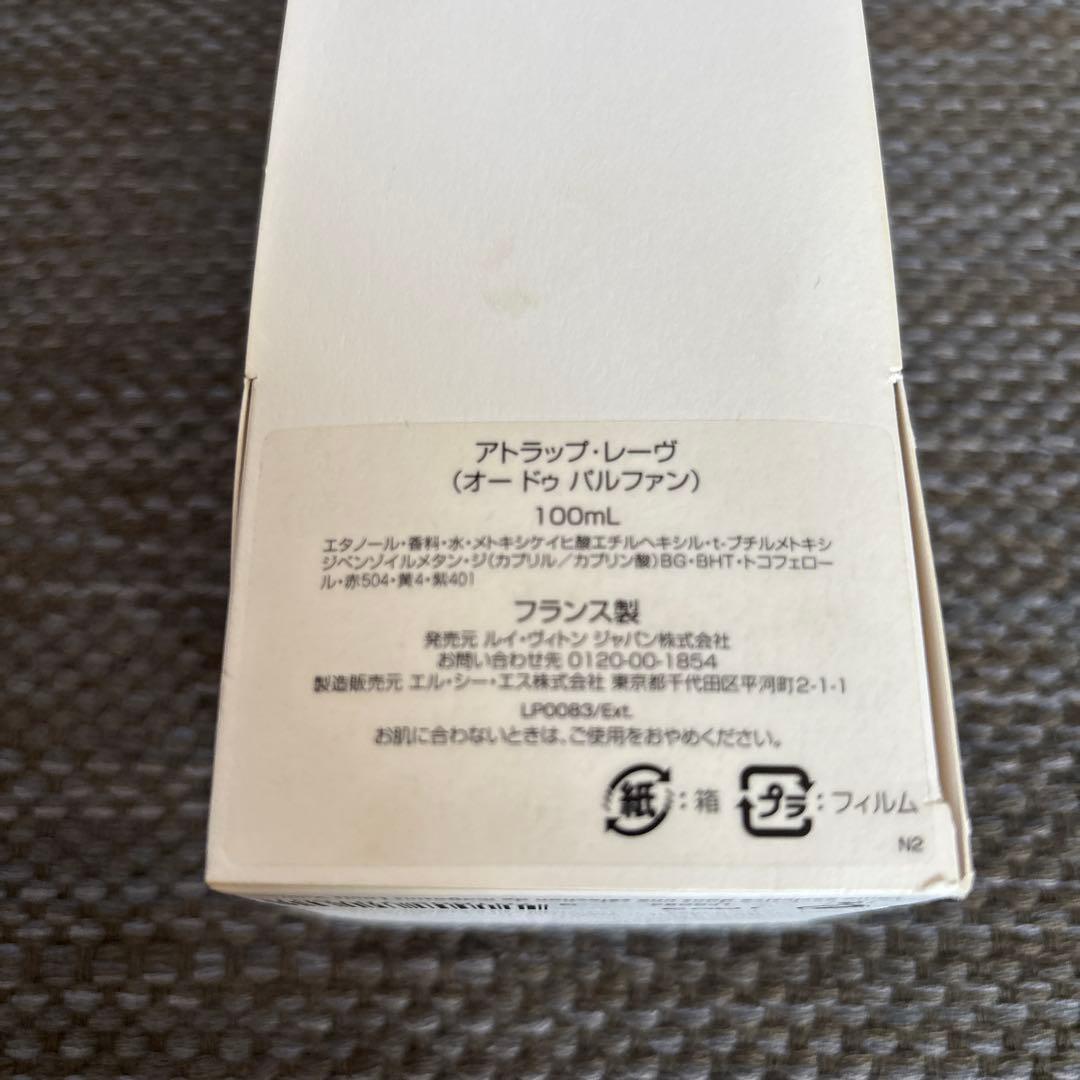 アトラップ・レーヴ
(オー ドゥ パルファン)
100mL
エタノール・香料・水・メトキシケイヒ酸エチルヘキシル・t-ブチルメトキシ
ジベンゾイルメタン・ジ(カプリル/カプリン酸)BG・BHT・トコフェロー
ル・赤504・黄4・紫401
フランス製
発売元 ルイ・ヴィトン ジャパン株式会社
お問い合わせ先 0120-00-1854
製造販売元 エル・シー・エス株式会社 東京都千代田区平河町2-1-1
LP0083/Ext.
お肌に合わないときは、ご使用をおやめください。
紙:箱 プラ:フィルム
N2